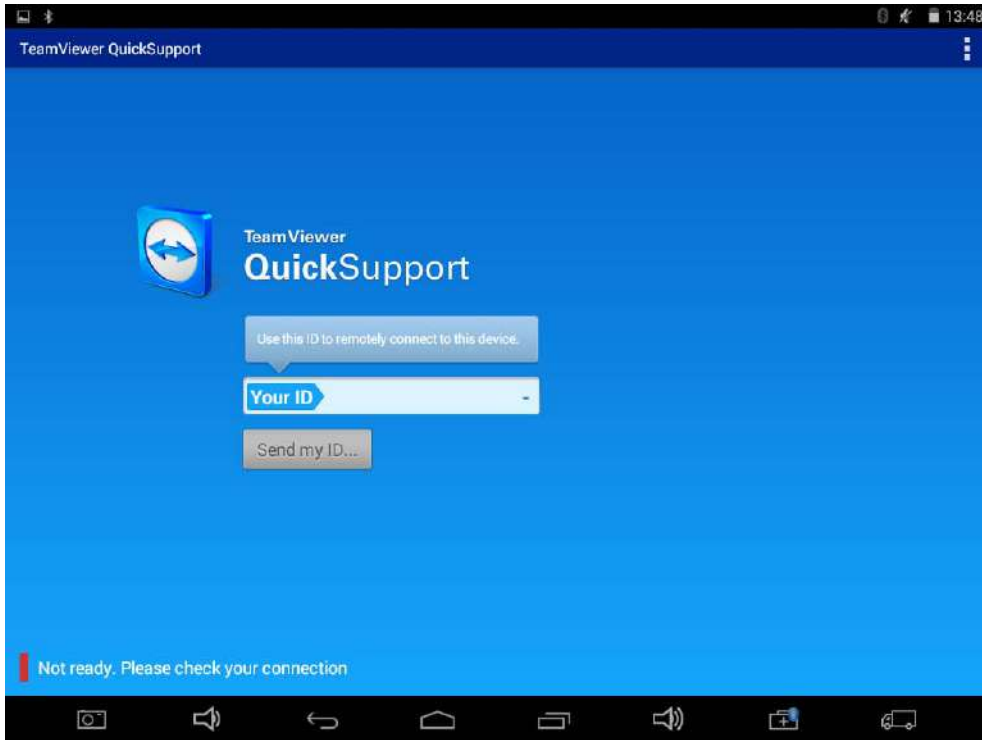 13:48
TeamViewer QuickSupport
TeamViewer
QuickSupport
Use this ID to remotely connect to this device.
Your ID -
Send my ID...
Not ready. Please check your connection